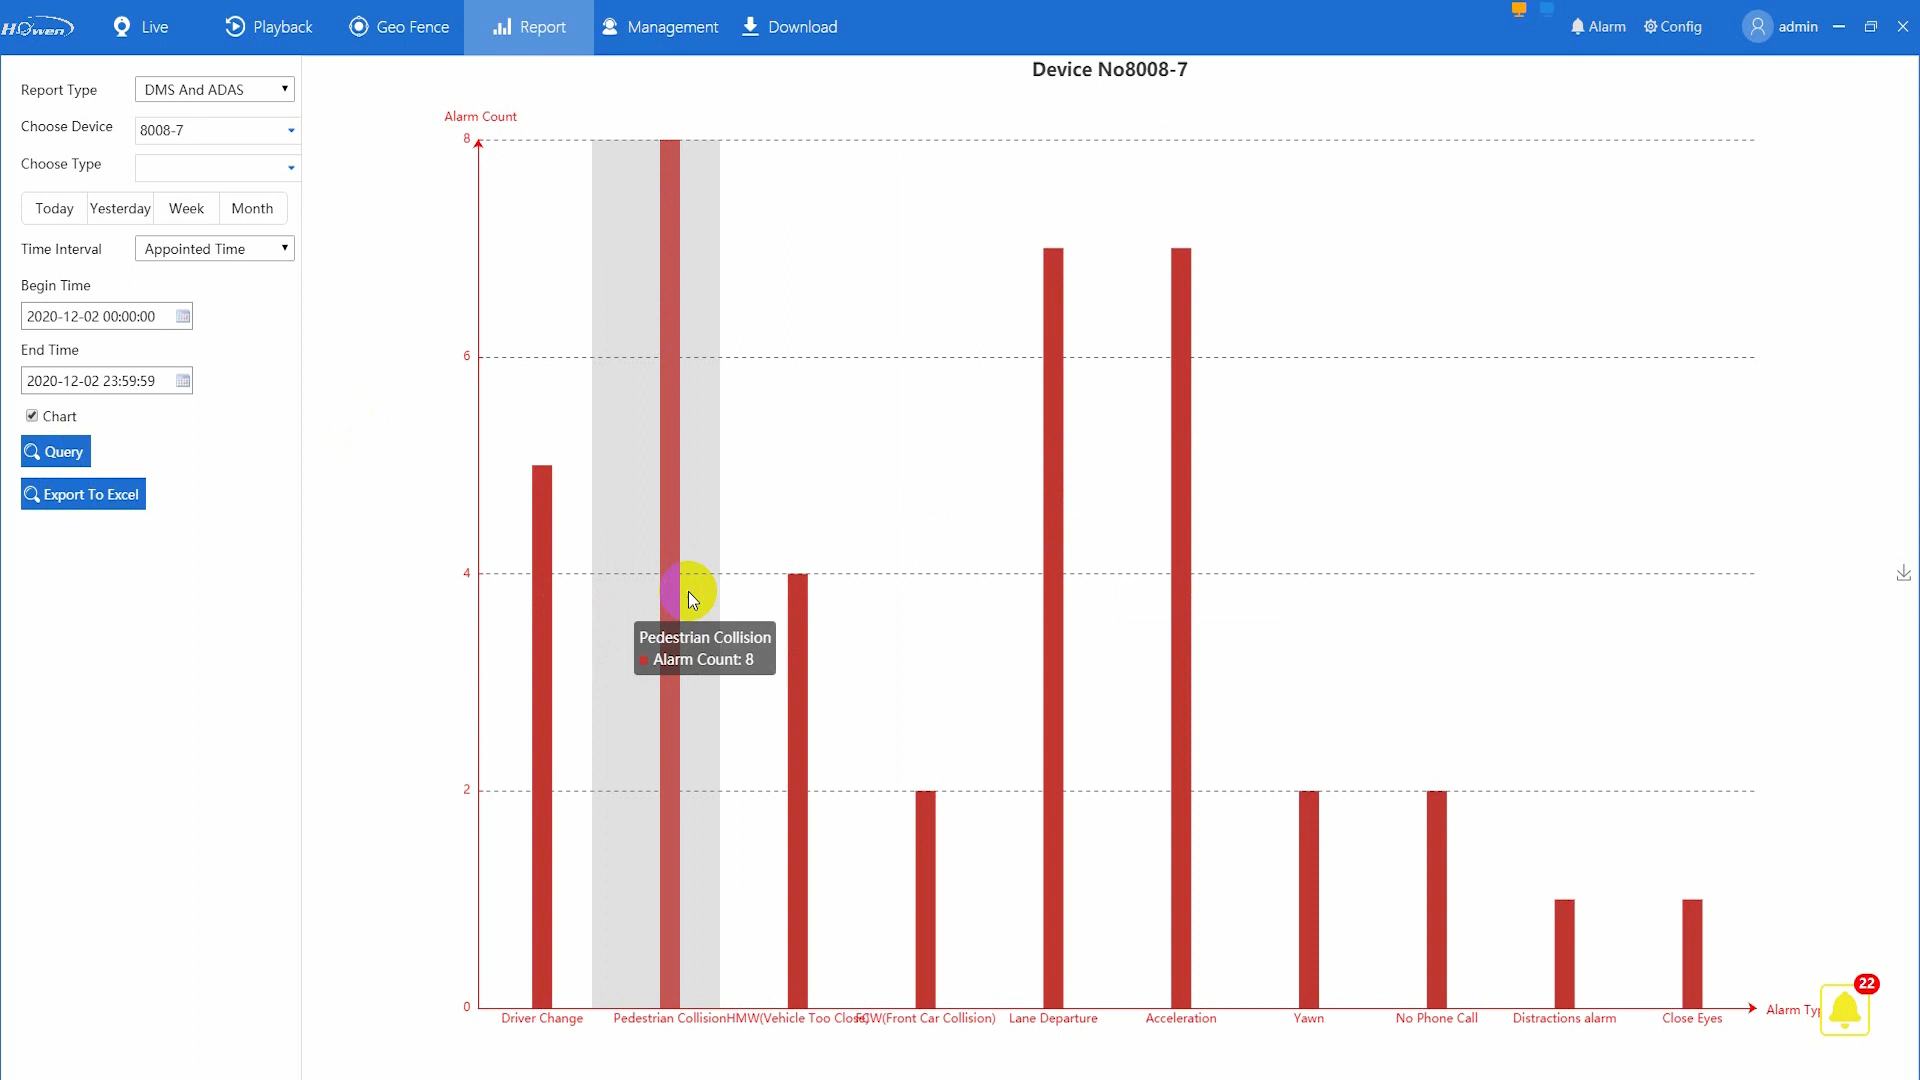 Howen
Live
Playback
Geo Fence
Report
Management
Download
Alarm
Config
admin
Report Type
DMS And ADAS
Choose Device
8008-7
Choose Type
Today
Yesterday
Week
Month
Time Interval
Appointed Time
Begin Time
2020-12-02 00:00:00
End Time
2020-12-02 23:59:59
Chart
Query
Export To Excel
Device No8008-7
Alarm Count
8
6
4
2
0
Pedestrian Collision
Alarm Count: 8
Driver Change
Pedestrian Collision
HMW(Vehicle Too Close)
FCW(Front Car Collision)
Lane Departure
Acceleration
Yawn
No Phone Call
Distractions alarm
Close Eyes
Alarm Typ
22